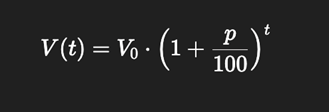 V(t) = V₀ · (1 + p/100)ᵗ